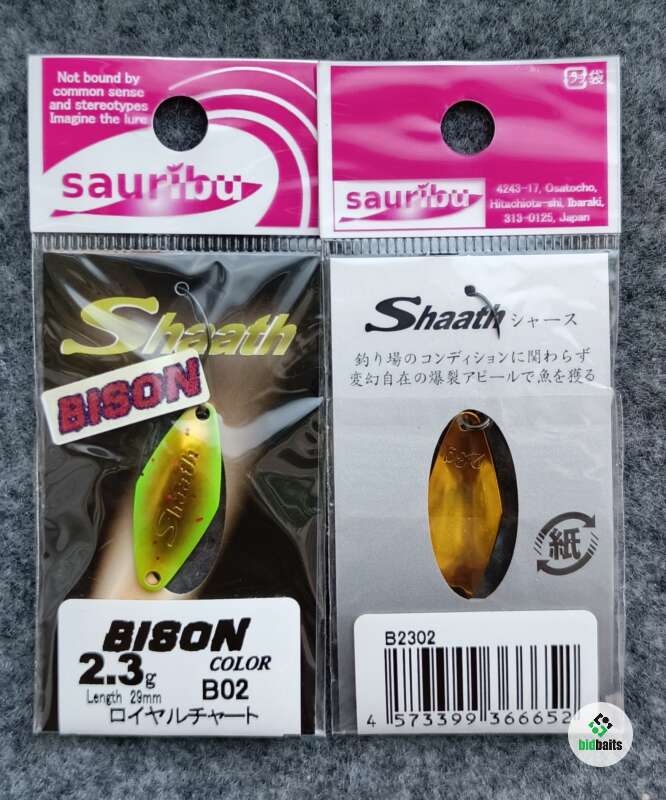 Not bound by
common sense
and stereotypes
Imagine the lure
sauribu
Shaath
BISON
Shaath
BISON
2.3g
COLOR
Length 29mm
B02
ロイヤルチャート
袋
sauribu
4243-17, Osatocho,
Hitachiota-shi, Ibaraki,
313-0125, Japan
Shaath シャース
釣り場のコンディションに関わらず
変幻自在の爆裂アピールで魚を獲る
2.3g
紙
B2302
4 573399 366652
bidbaits